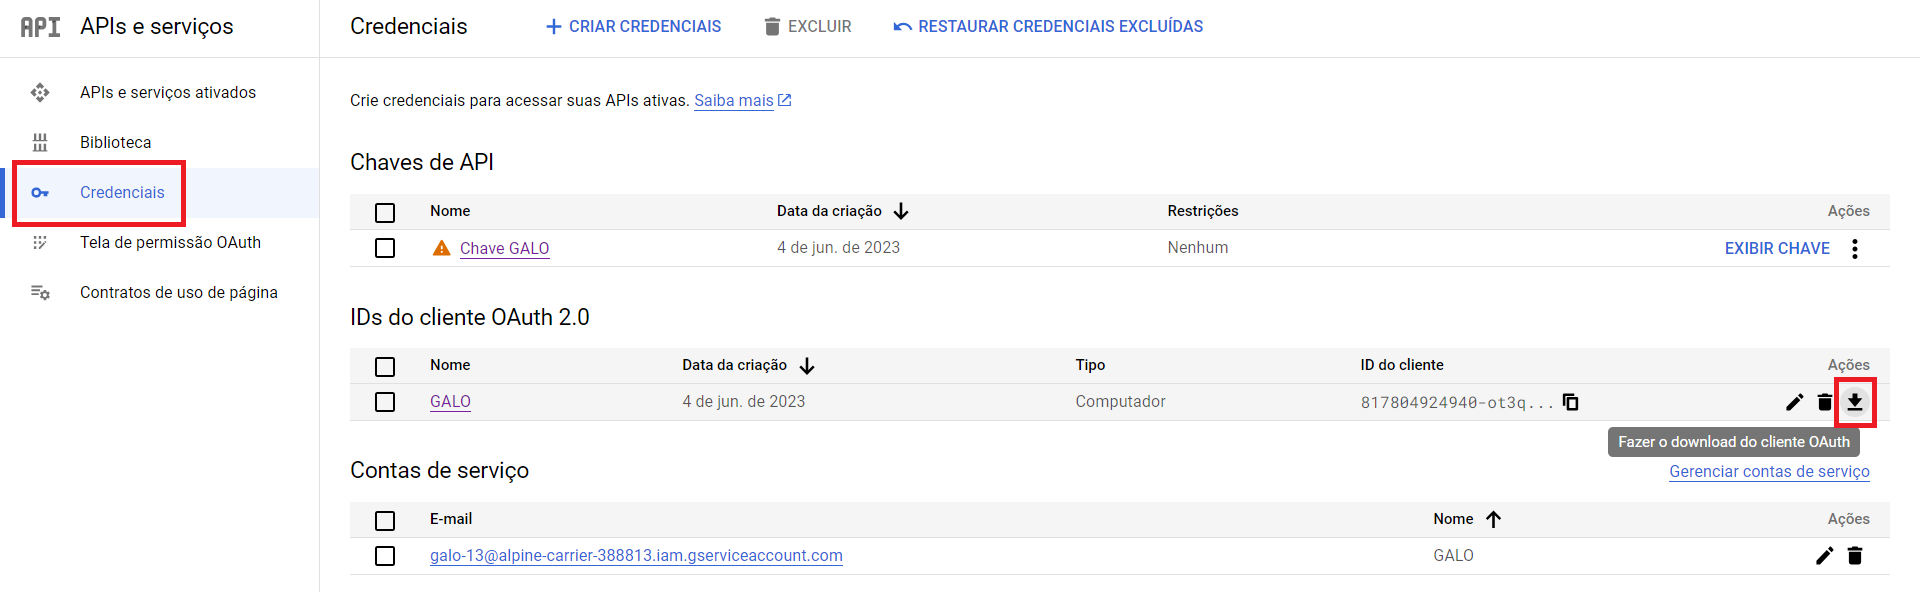 API APIs e serviços
Credenciais
CRIAR CREDENCIAIS
EXCLUIR
RESTAURAR CREDENCIAIS EXCLUÍDAS
APIs e serviços ativados
Biblioteca
Credenciais
Tela de permissão OAuth
Contratos de uso de página
Crie credenciais para acessar suas APIs ativas. Saiba mais
Chaves de API
Nome Data da criação Restrições Ações
Chave GALO 4 de jun. de 2023 Nenhum EXIBIR CHAVE
IDs do cliente OAuth 2.0
Nome Data da criação Tipo ID do cliente Ações
GALO 4 de jun. de 2023 Computador 817804924940-ot3q...
Fazer o download do cliente OAuth
Contas de serviço
Gerenciar contas de serviço
E-mail Nome Ações
galo-13@alpine-carrier-388813.iam.gserviceaccount.com GALO